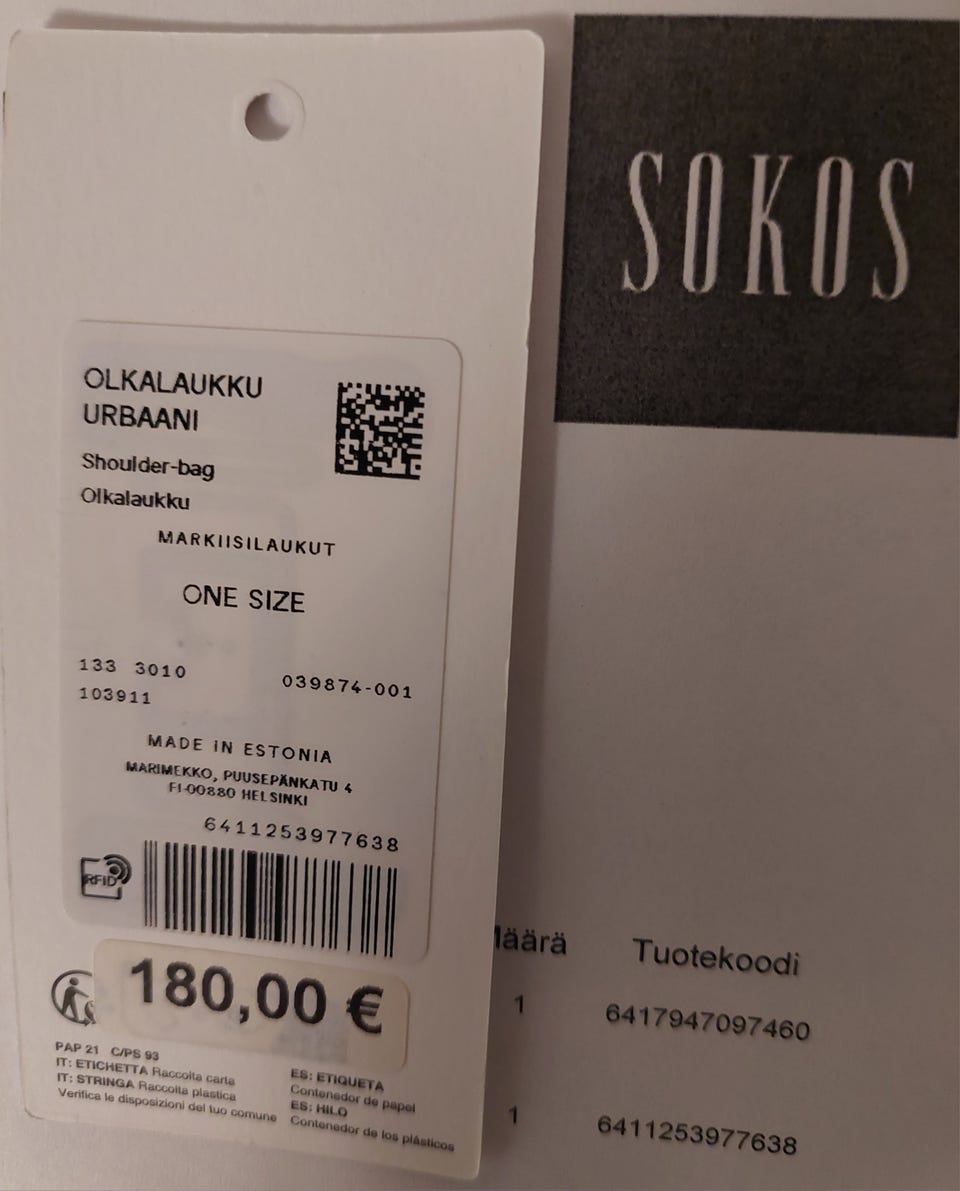 SOKOS
OLKALAUKKU
URBAANI
Shoulder-bag
Olkalaukku
MARKIISILAUKUT
ONE SIZE
133 3010
039874-001
103911
MADE IN ESTONIA
MARIMEKKO, PUUSEPÄNKATU 4
FI-00880 HELSINKI
6411253977638
RFID
180,00 €
PAP 21 C/PS 93
IT: ETICHETTA Raccolta carta
IT: STRINGA Raccolta plastica
Verifica le disposizioni del tuo comune
ES: ETIQUETA
Contenedor de papel
ES: HILO
Contenedor de los plásticos
Tuotekoodi
1 6417947097460
1 6411253977638